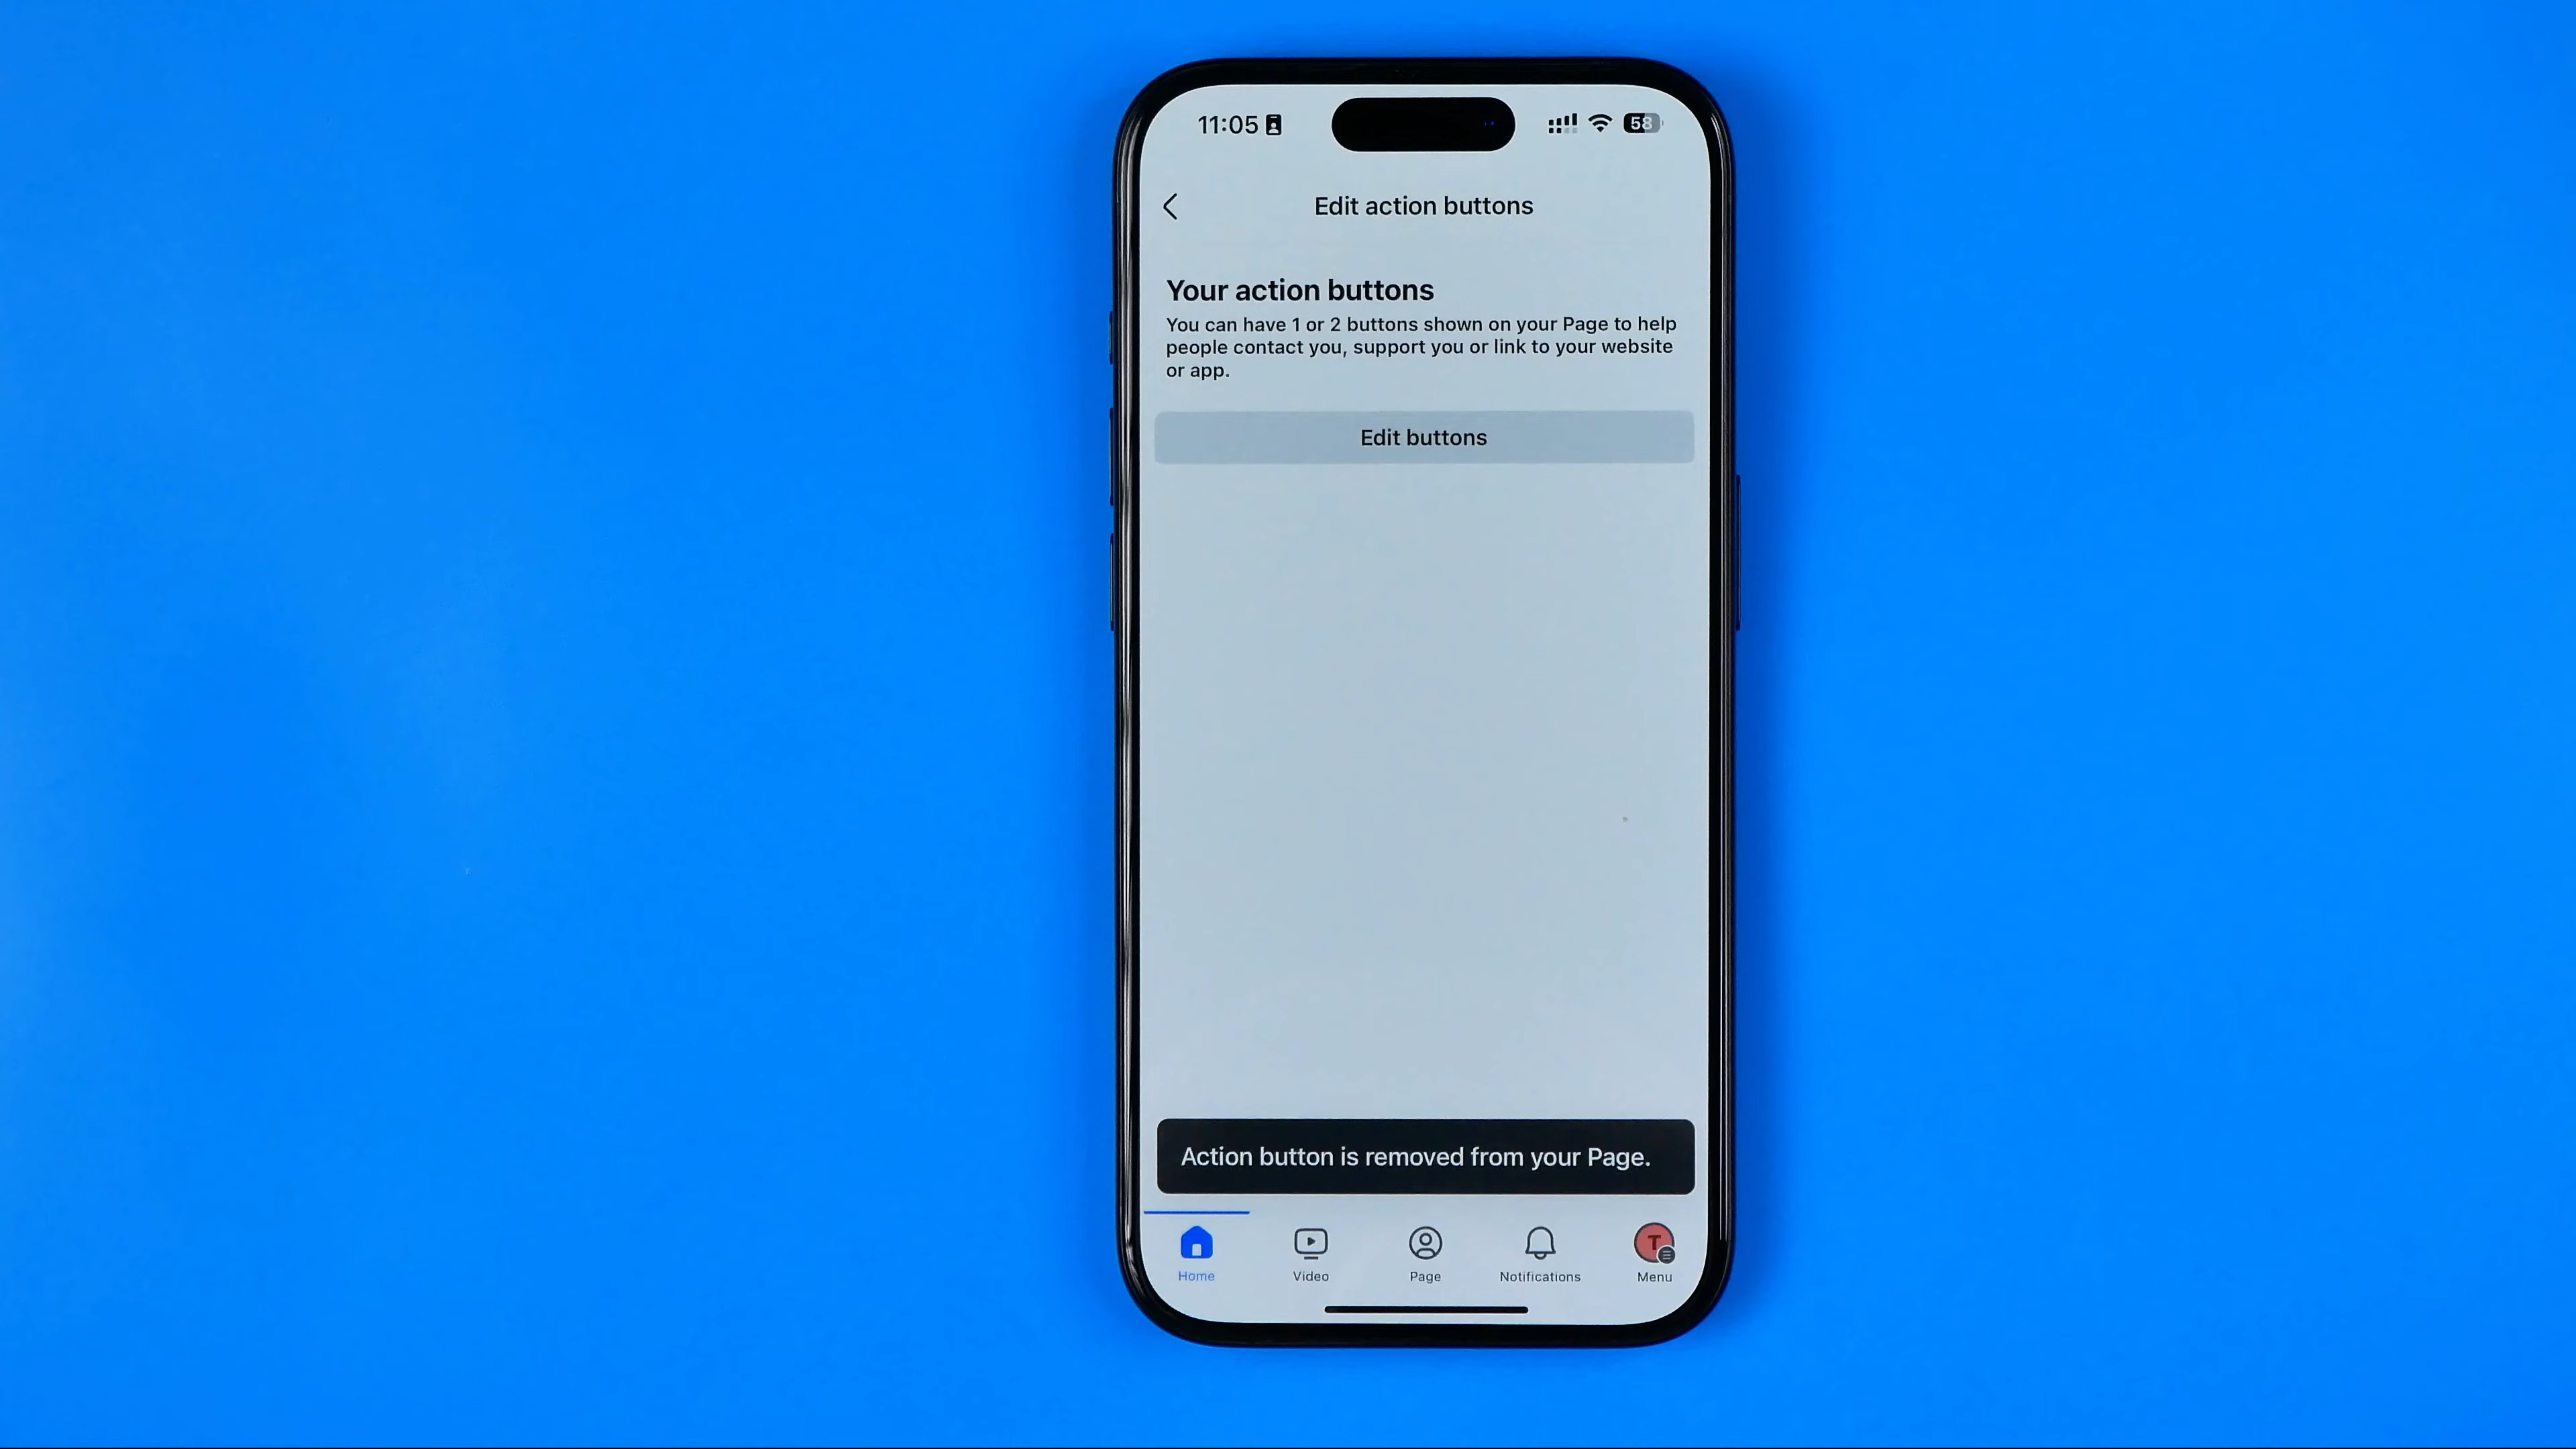 11:05
58
Edit action buttons
Your action buttons
You can have 1 or 2 buttons shown on your Page to help
people contact you, support you or link to your website
or app.
Edit buttons
Action button is removed from your Page.
T
Home
Video
Page
Notifications
Menu